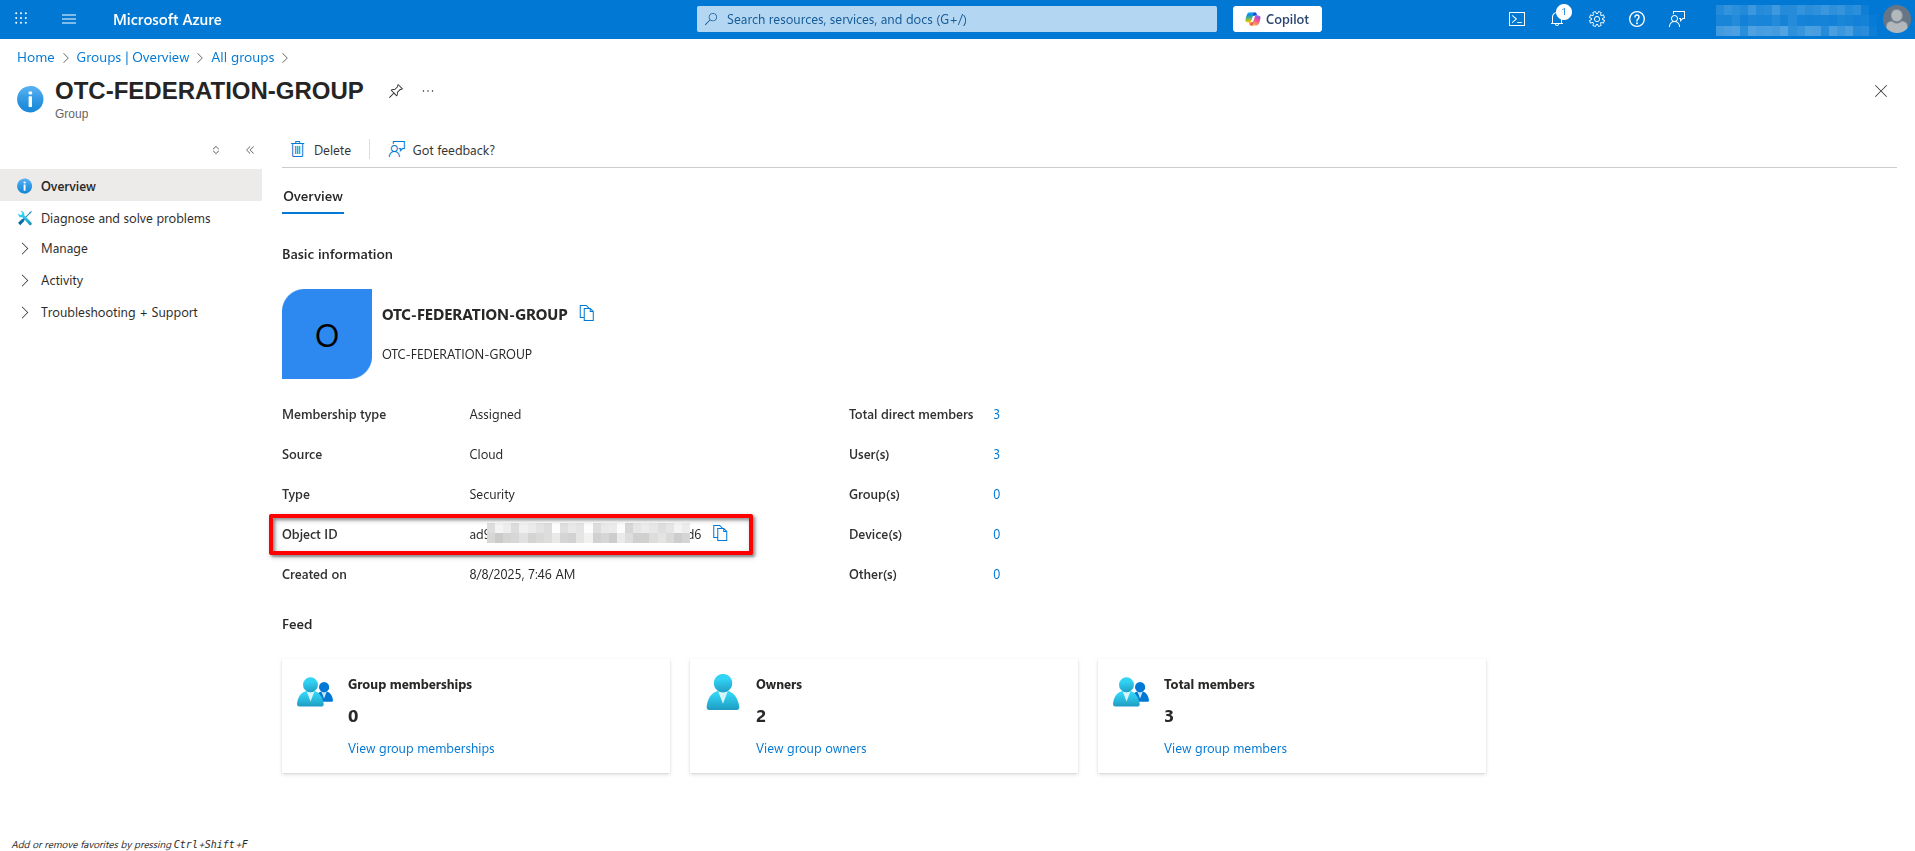 Microsoft Azure
Search resources, services, and docs (G+/)
Copilot
1
Home > Groups | Overview > All groups >
OTC-FEDERATION-GROUP
Group
Delete
Got feedback?
Overview
Diagnose and solve problems
Manage
Activity
Troubleshooting + Support
Overview
Basic information
O
OTC-FEDERATION-GROUP
OTC-FEDERATION-GROUP
Membership type Assigned
Total direct members 3
Source Cloud
User(s) 3
Type Security
Group(s) 0
Object ID ad9 d6
Device(s) 0
Created on 8/8/2025, 7:46 AM
Other(s) 0
Feed
Group memberships
0
View group memberships
Owners
2
View group owners
Total members
3
View group members
Add or remove favorites by pressing Ctrl+Shift+F